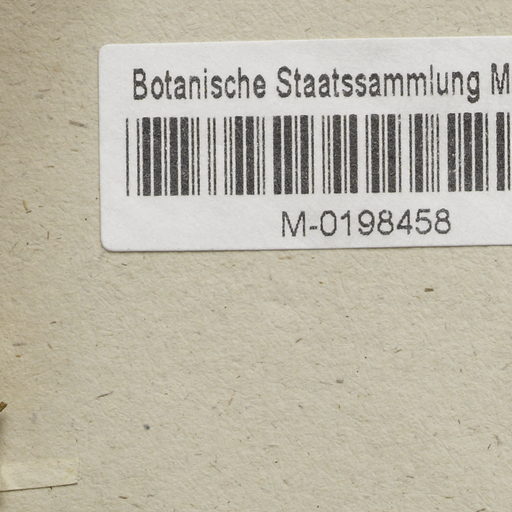 Botanische Staatssammlung M
M-0198458